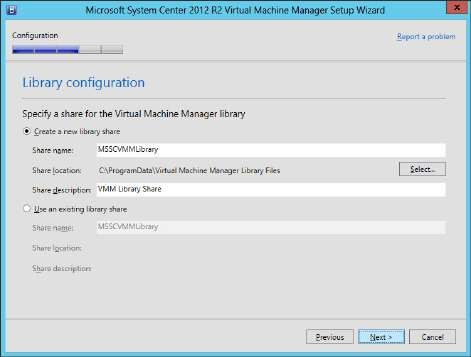 Microsoft System Center 2012 R2 Virtual Machine Manager Setup Wizard
Configuration
Report a problem
Library configuration
Specify a share for the Virtual Machine Manager library
Create a new library share
Share name: MSSCVMMLibrary
Share location: C:\ProgramData\Virtual Machine Manager Library Files Select...
Share description: VMM Library Share
Use an existing library share
Share name: MSSCVMMLibrary
Share location:
Share description:
Previous Next > Cancel